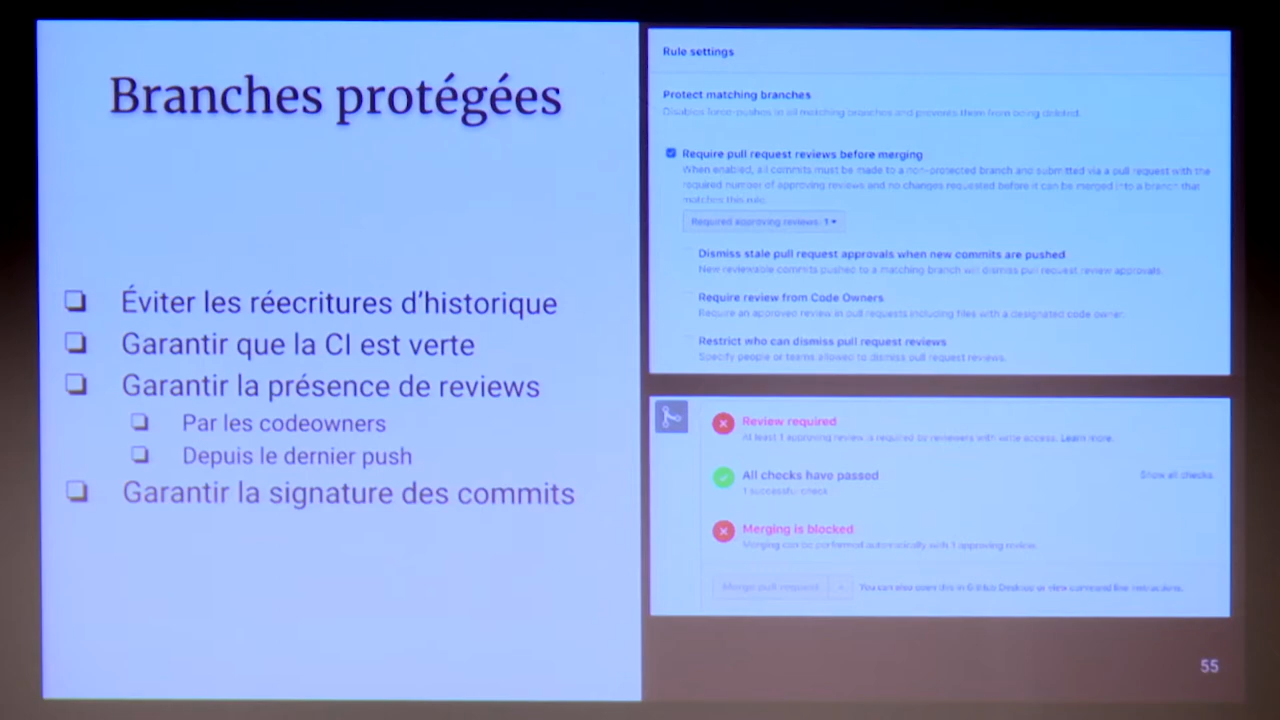 Branches protégées
❏ Éviter les réecritures d'historique
❏ Garantir que la CI est verte
❏ Garantir la présence de reviews
❏ Par les codeowners
❏ Depuis le dernier push
❏ Garantir la signature des commits
Rule settings
Protect matching branches
Disables force-pushes to all matching branches and prevents them from being deleted.
Require pull request reviews before merging
When enabled, all commits must be made to a non-protected branch and submitted via a pull request with the
required number of approving reviews and no changes requested before it can be merged into a branch that
matches this rule.
Required approving reviews: 1
Dismiss stale pull request approvals when new commits are pushed
New reviewable commits pushed to a matching branch will dismiss pull request review approvals.
Require review from Code Owners
Require an approved review in pull requests including files with a designated code owner.
Restrict who can dismiss pull request reviews
Specify people or teams allowed to dismiss pull request reviews.
Review required
At least 1 approving review is required by reviewers with write access. Learn more.
All checks have passed
Show all checks
1 successful check
Merging is blocked
Merging can be performed automatically with 1 approving review.
Merge pull request
You can also open this in GitHub Desktop or view command line instructions.
55